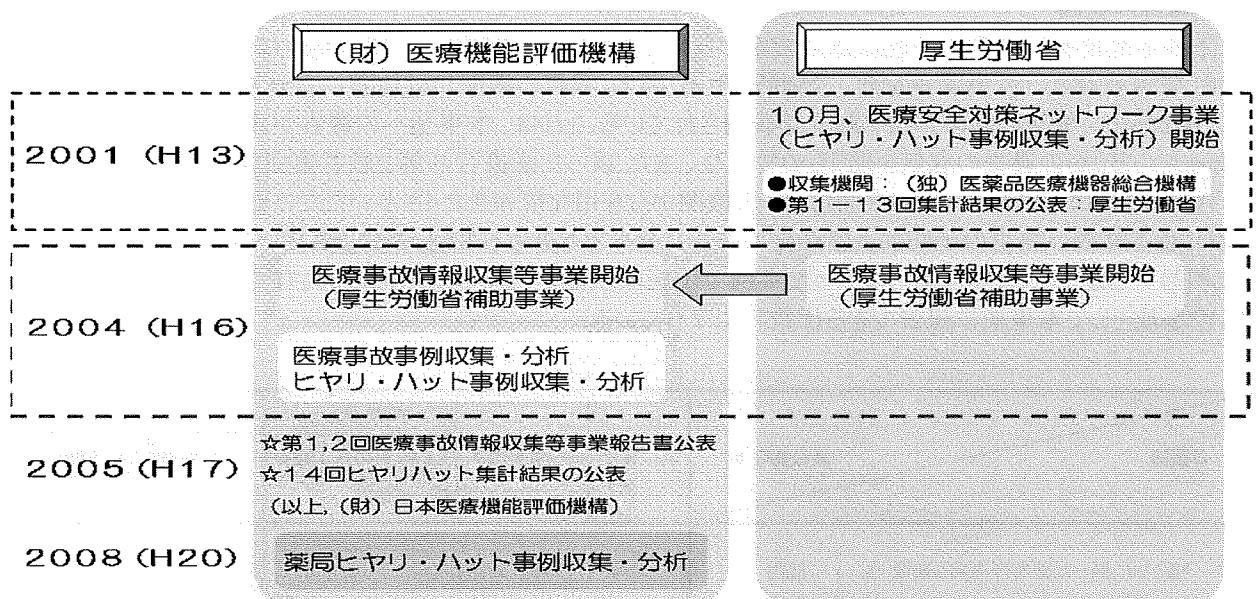 (財)医療機能評価機構
厚生労働省
2001 (H13)
10月、医療安全対策ネットワーク事業
(ヒヤリ・ハット事例収集・分析)開始
●収集機関:(独)医薬品医療機器総合機構
●第1-13回集計結果の公表:厚生労働省
2004 (H16)
医療事故情報収集等事業開始
(厚生労働省補助事業)
医療事故情報収集等事業開始
(厚生労働省補助事業)
医療事故事例収集・分析
ヒヤリ・ハット事例収集・分析
2005 (H17)
☆第1,2回医療事故情報収集等事業報告書公表
☆14回ヒヤリハット集計結果の公表
(以上,(財)日本医療機能評価機構)
2008 (H20)
薬局ヒヤリ・ハット事例収集・分析